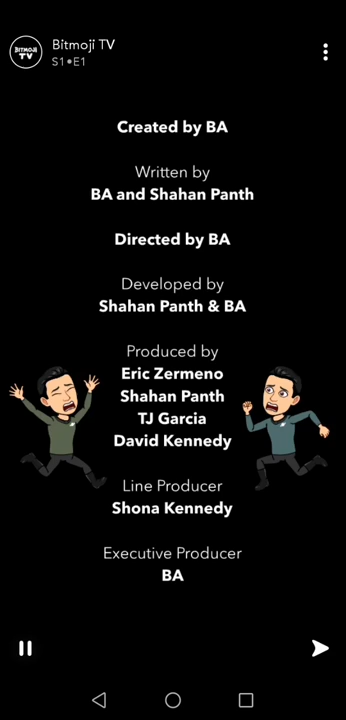 BITMOJI
TV
Bitmoji TV
S1•E1
Created by BA
Written by
BA and Shahan Panth
Directed by BA
Developed by
Shahan Panth & BA
Produced by
Eric Zermeno
Shahan Panth
TJ Garcia
David Kennedy
Line Producer
Shona Kennedy
Executive Producer
BA